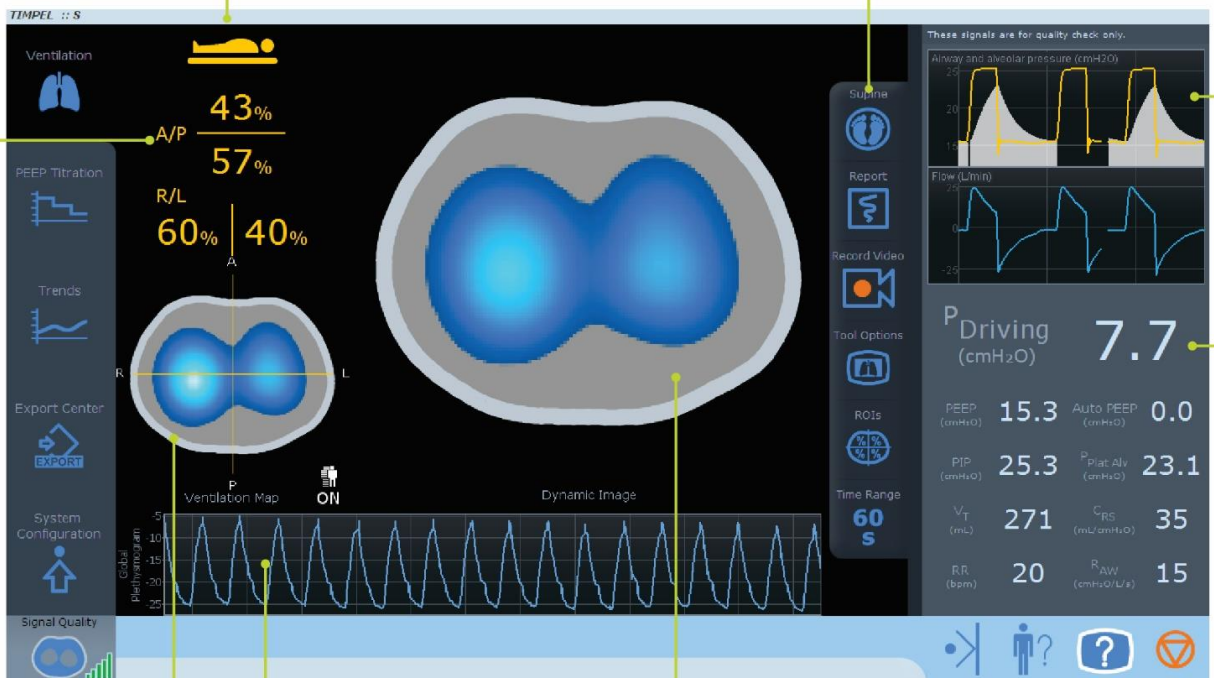 TIMPEL :: S
Ventilation
PEEP Titration
Trends
Export Center
EXPORT
System
Configuration
Signal Quality
A/P
43%
57%
R/L
60% 40%
A
R L
P
Ventilation Map
ON
Dynamic Image
Global
Plethysmogram
-5
-10
-15
-20
-25
Supine
Report
Record Video
Tool Options
ROIs
% %
% %
Time Range
60
S
These signals are for quality check only.
Airway and alveolar pressure (cmH2O)
25
20
15
Flow (L/min)
25
0
-25
PDriving
(cmH₂O)
7.7
PEEP
(cmH₂O)
15.3
Auto PEEP
(cmH₂O)
0.0
PIP
(cmH₂O)
25.3
PPlat Alv
(cmH₂O)
23.1
VT
(mL)
271
CRS
(mL/cmH₂O)
35
RR
(bpm)
20
RAW
(cmH₂O/L/s)
15
?
?